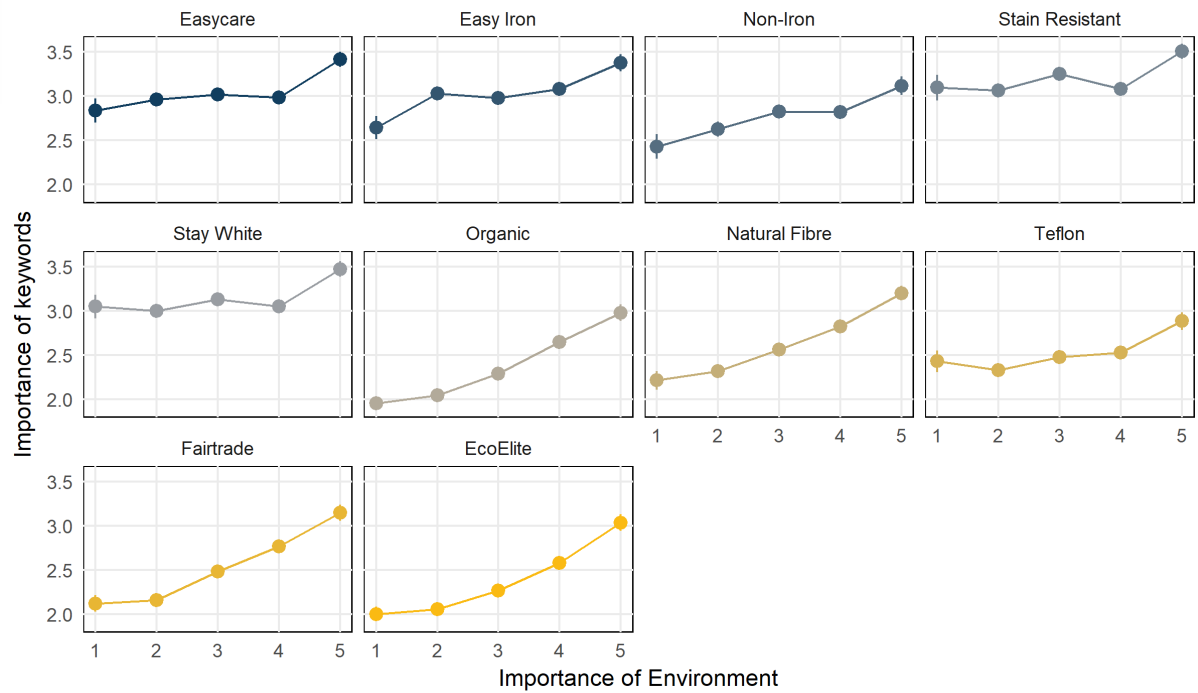 Easycare Easy Iron Non-Iron Stain Resistant
3.5
3.0
2.5
2.0
Stay White Organic Natural Fibre Teflon
3.5
3.0
2.5
2.0
1 2 3 4 5 1 2 3 4 5
Fairtrade EcoElite
3.5
3.0
2.5
2.0
1 2 3 4 5 1 2 3 4 5
Importance of keywords
Importance of Environment